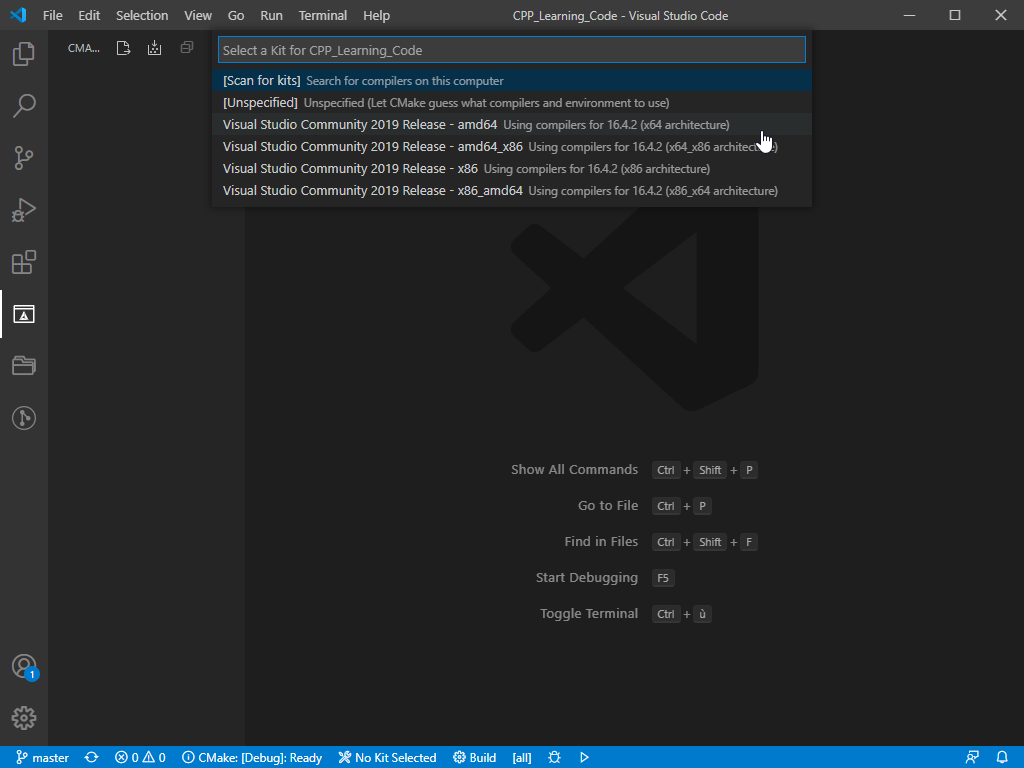 File Edit Selection View Go Run Terminal Help CPP_Learning_Code - Visual Studio Code
CMA...
Select a Kit for CPP_Learning_Code
[Scan for kits] Search for compilers on this computer
[Unspecified] Unspecified (Let CMake guess what compilers and environment to use)
Visual Studio Community 2019 Release - amd64 Using compilers for 16.4.2 (x64 architecture)
Visual Studio Community 2019 Release - amd64_x86 Using compilers for 16.4.2 (x64_x86 architecture)
Visual Studio Community 2019 Release - x86 Using compilers for 16.4.2 (x86 architecture)
Visual Studio Community 2019 Release - x86_amd64 Using compilers for 16.4.2 (x86_x64 architecture)
Show All Commands Ctrl + Shift + P
Go to File Ctrl + P
Find in Files Ctrl + Shift + F
Start Debugging F5
Toggle Terminal Ctrl + ù
1
master 0 0 CMake: [Debug]: Ready No Kit Selected Build [all]